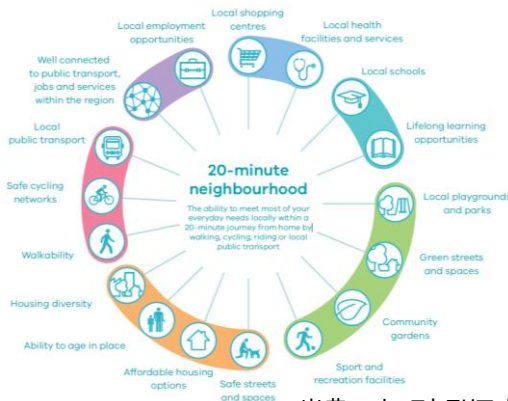 Local shopping
centres
Local health
facilities and services
Local schools
Lifelong learning
opportunities
Local playgrounds
and parks
Green streets
and spaces
Community
gardens
Sport and
recreation facilities
Safe streets
and spaces
Affordable housing
options
Ability to age in place
Housing diversity
Walkability
Safe cycling
networks
Local
public transport
Well connected
to public transport,
jobs and services
within the region
Local employment
opportunities
20-minute
neighbourhood
The ability to meet most of your
everyday needs locally within a
20-minute journey from home by
walking, cycling, riding or local
public transport